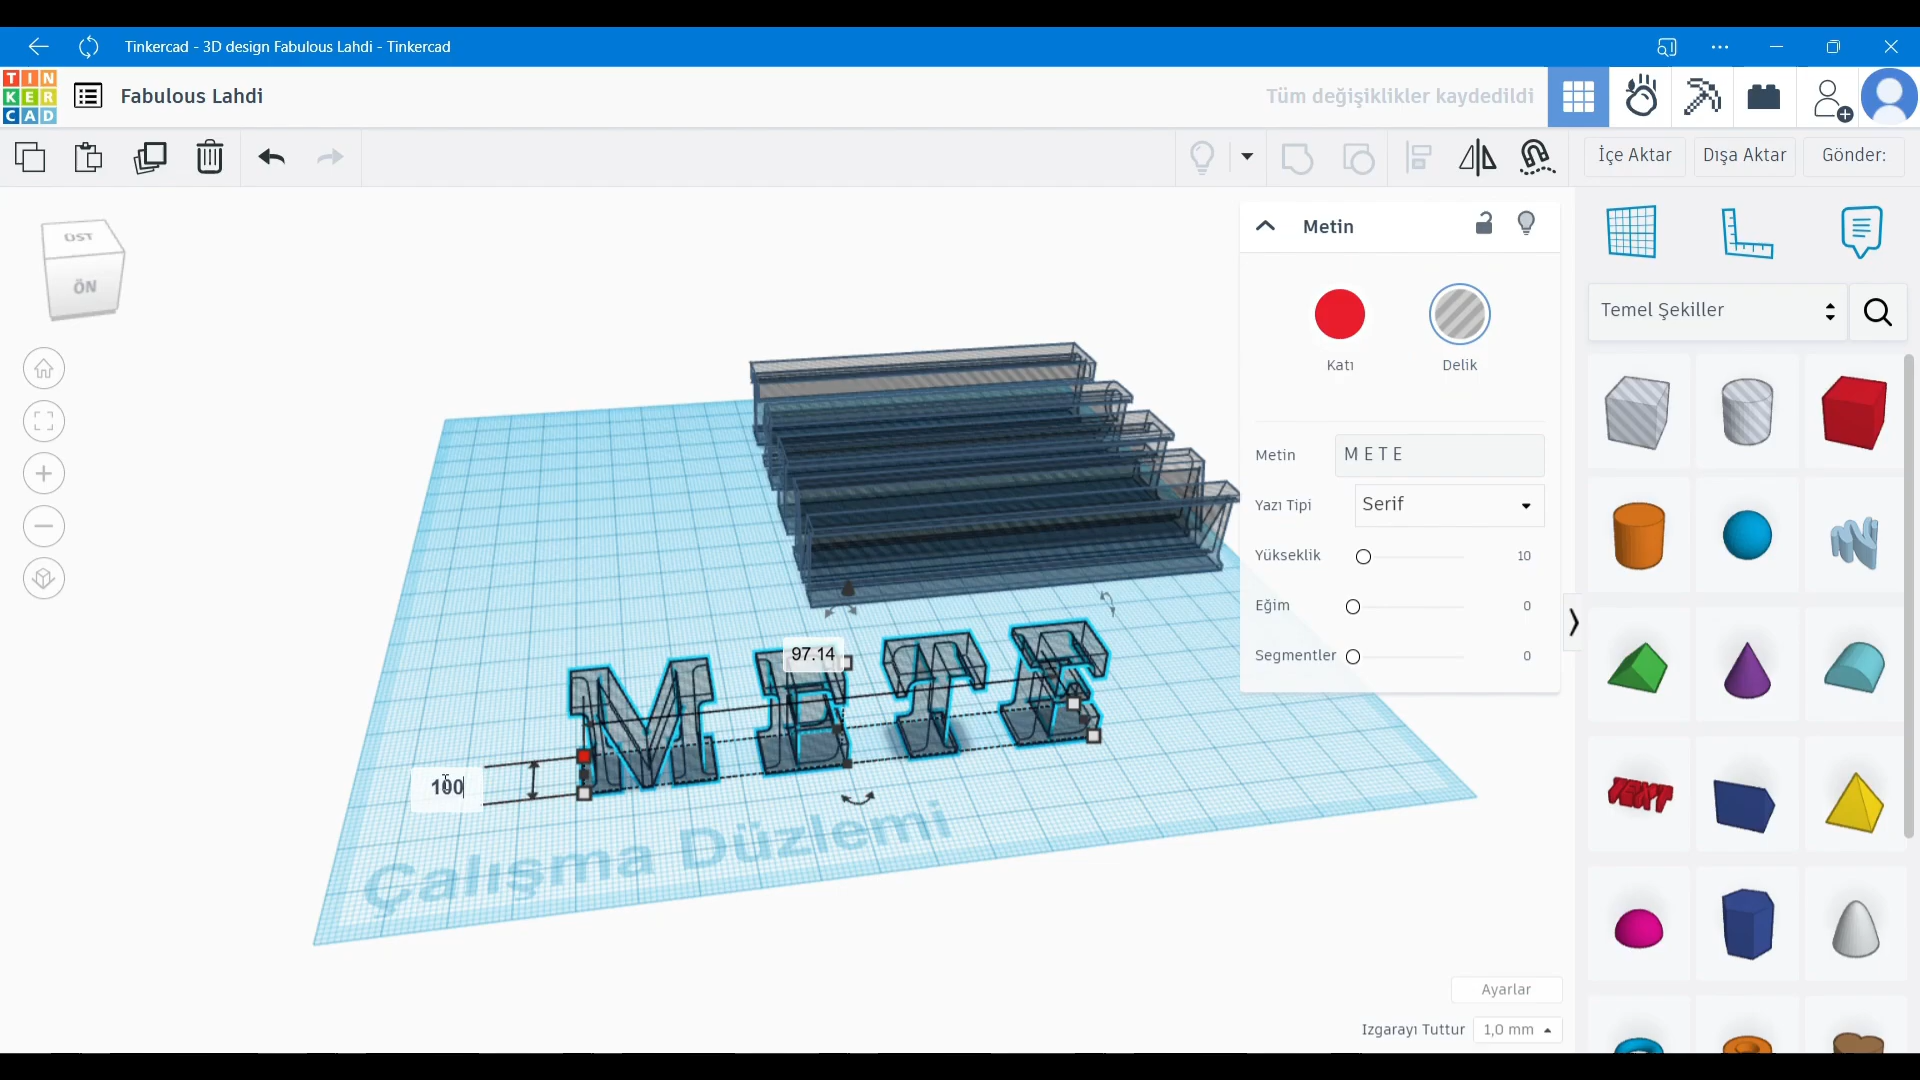 Tinkercad - 3D design Fabulous Lahdi - Tinkercad
TIN
KER
CAD
Fabulous Lahdi
Tüm değişiklikler kaydedildi
İçe Aktar
Dışa Aktar
Gönder:
ÜST
ÖN
Metin
Katı
Delik
Metin
M E T E
Yazı Tipi
Serif
Yükseklik
10
Eğim
0
Segmentler
0
Temel Şekiller
TEXT
97.14
M E T E
100
Çalışma Düzlemi
Ayarlar
Izgarayı Tuttur
1,0 mm